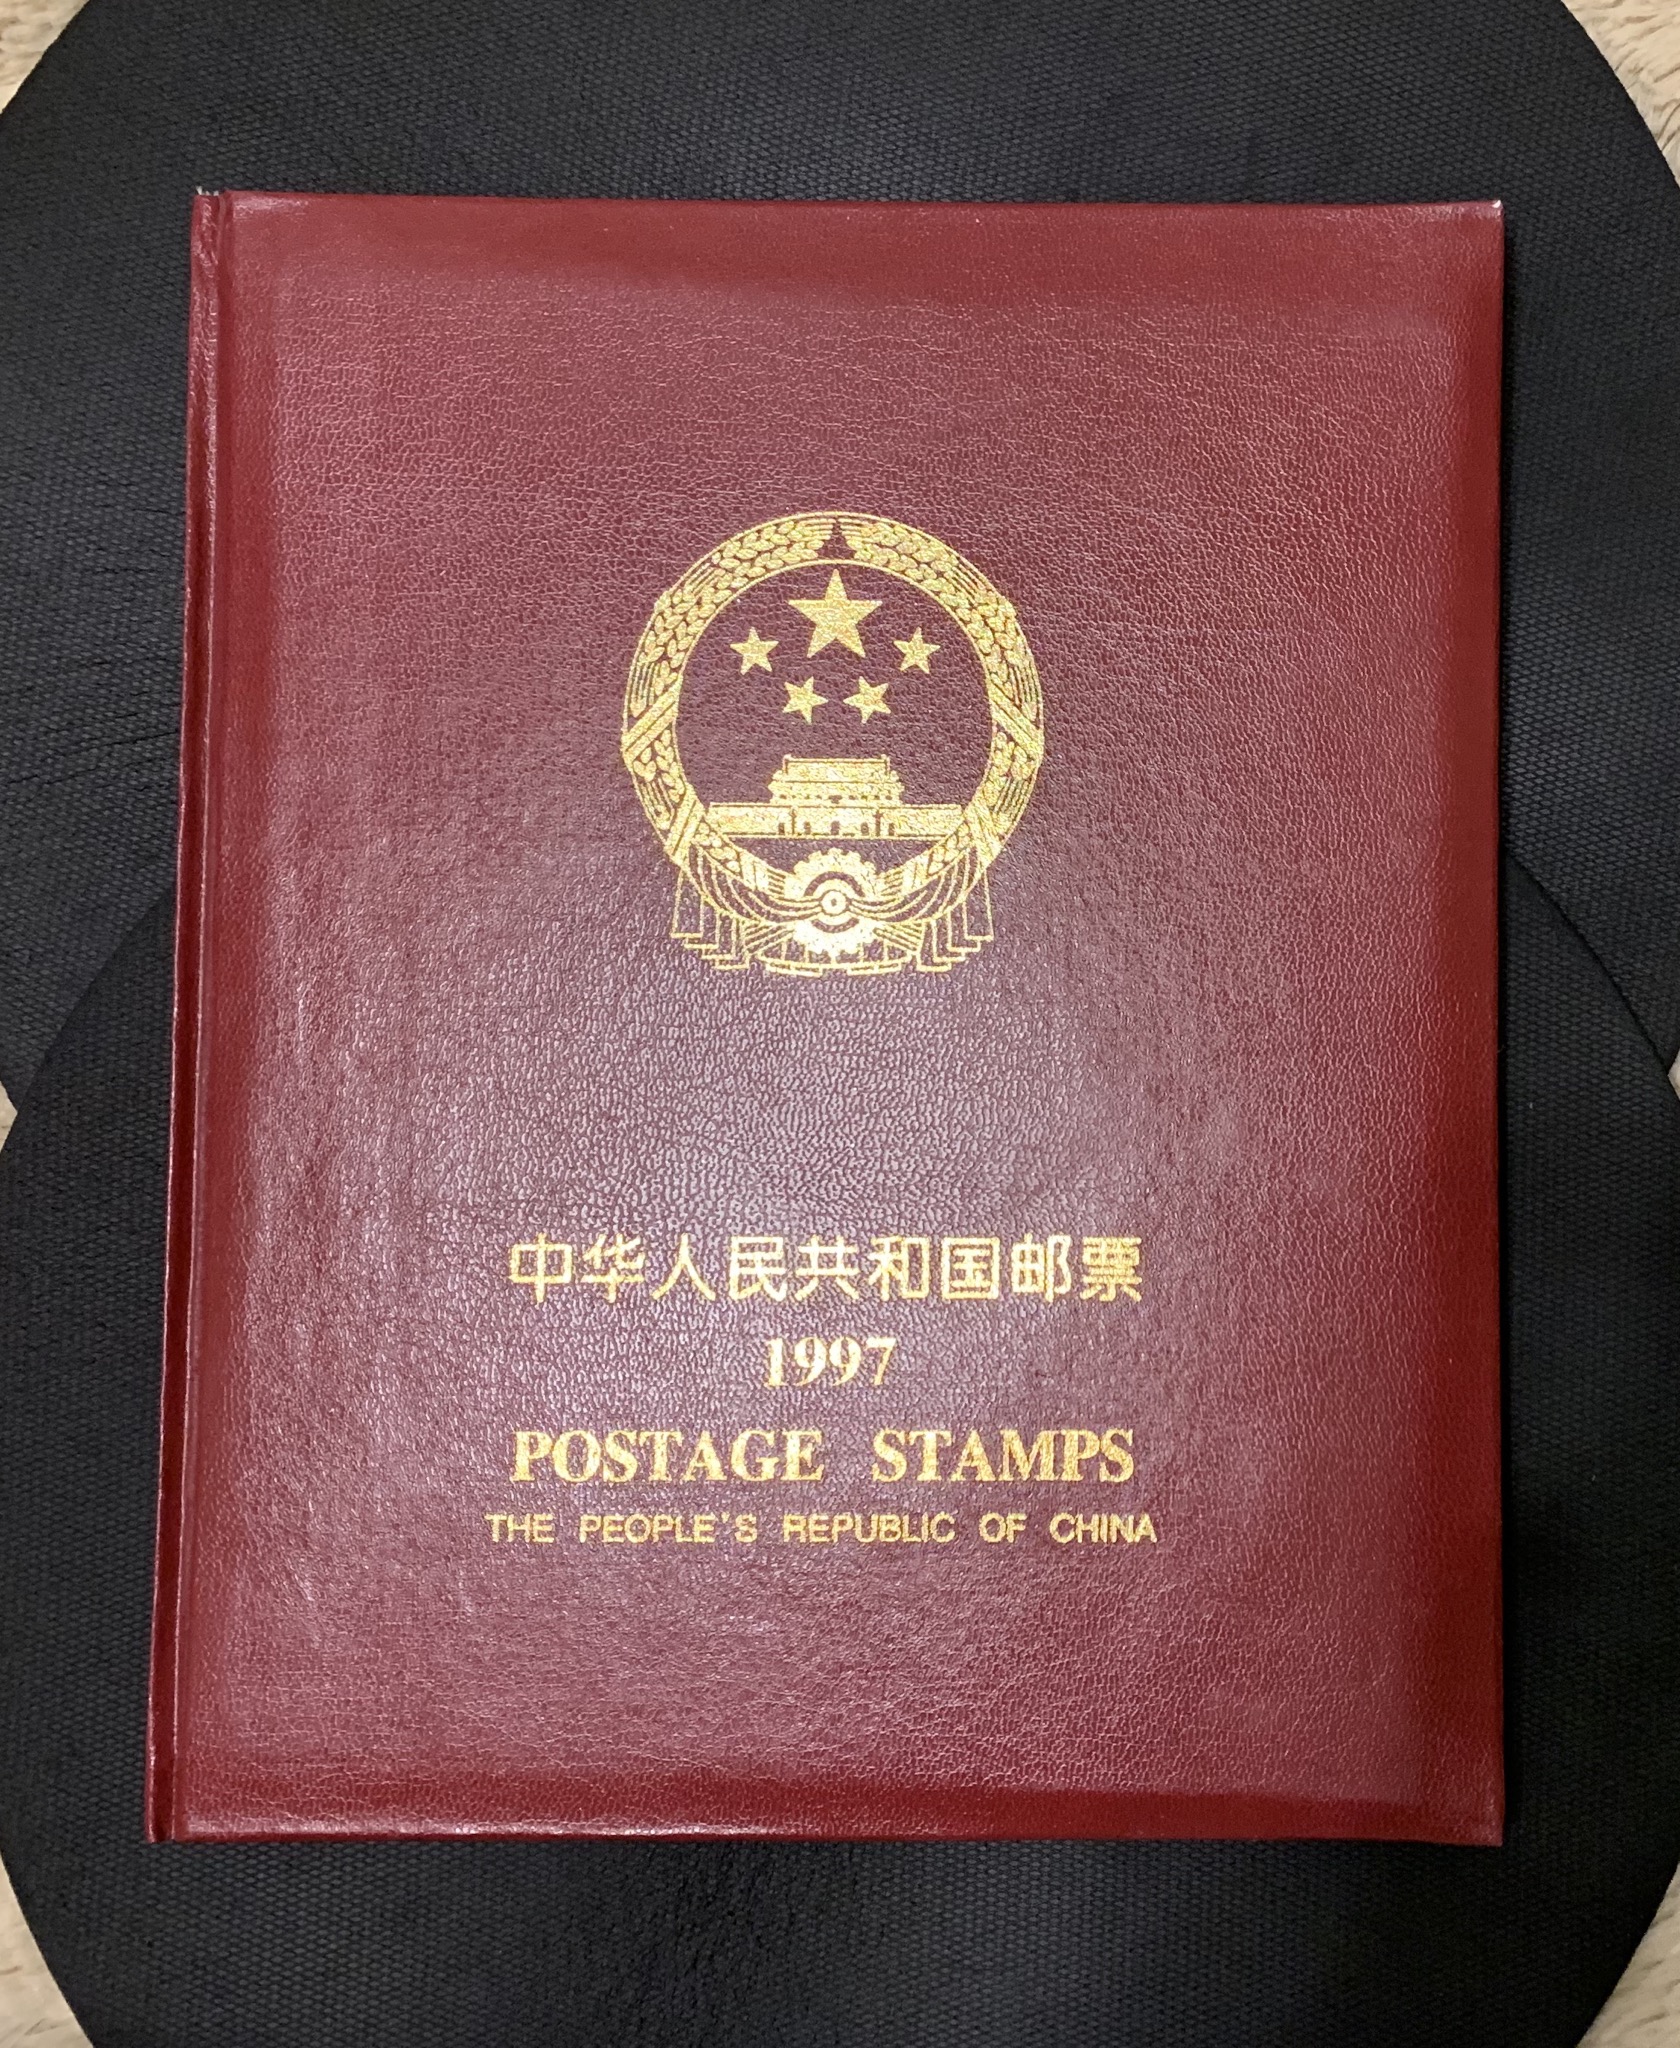 中华人民共和国邮票
1997
POSTAGE STAMPS
THE PEOPLE'S REPUBLIC OF CHINA